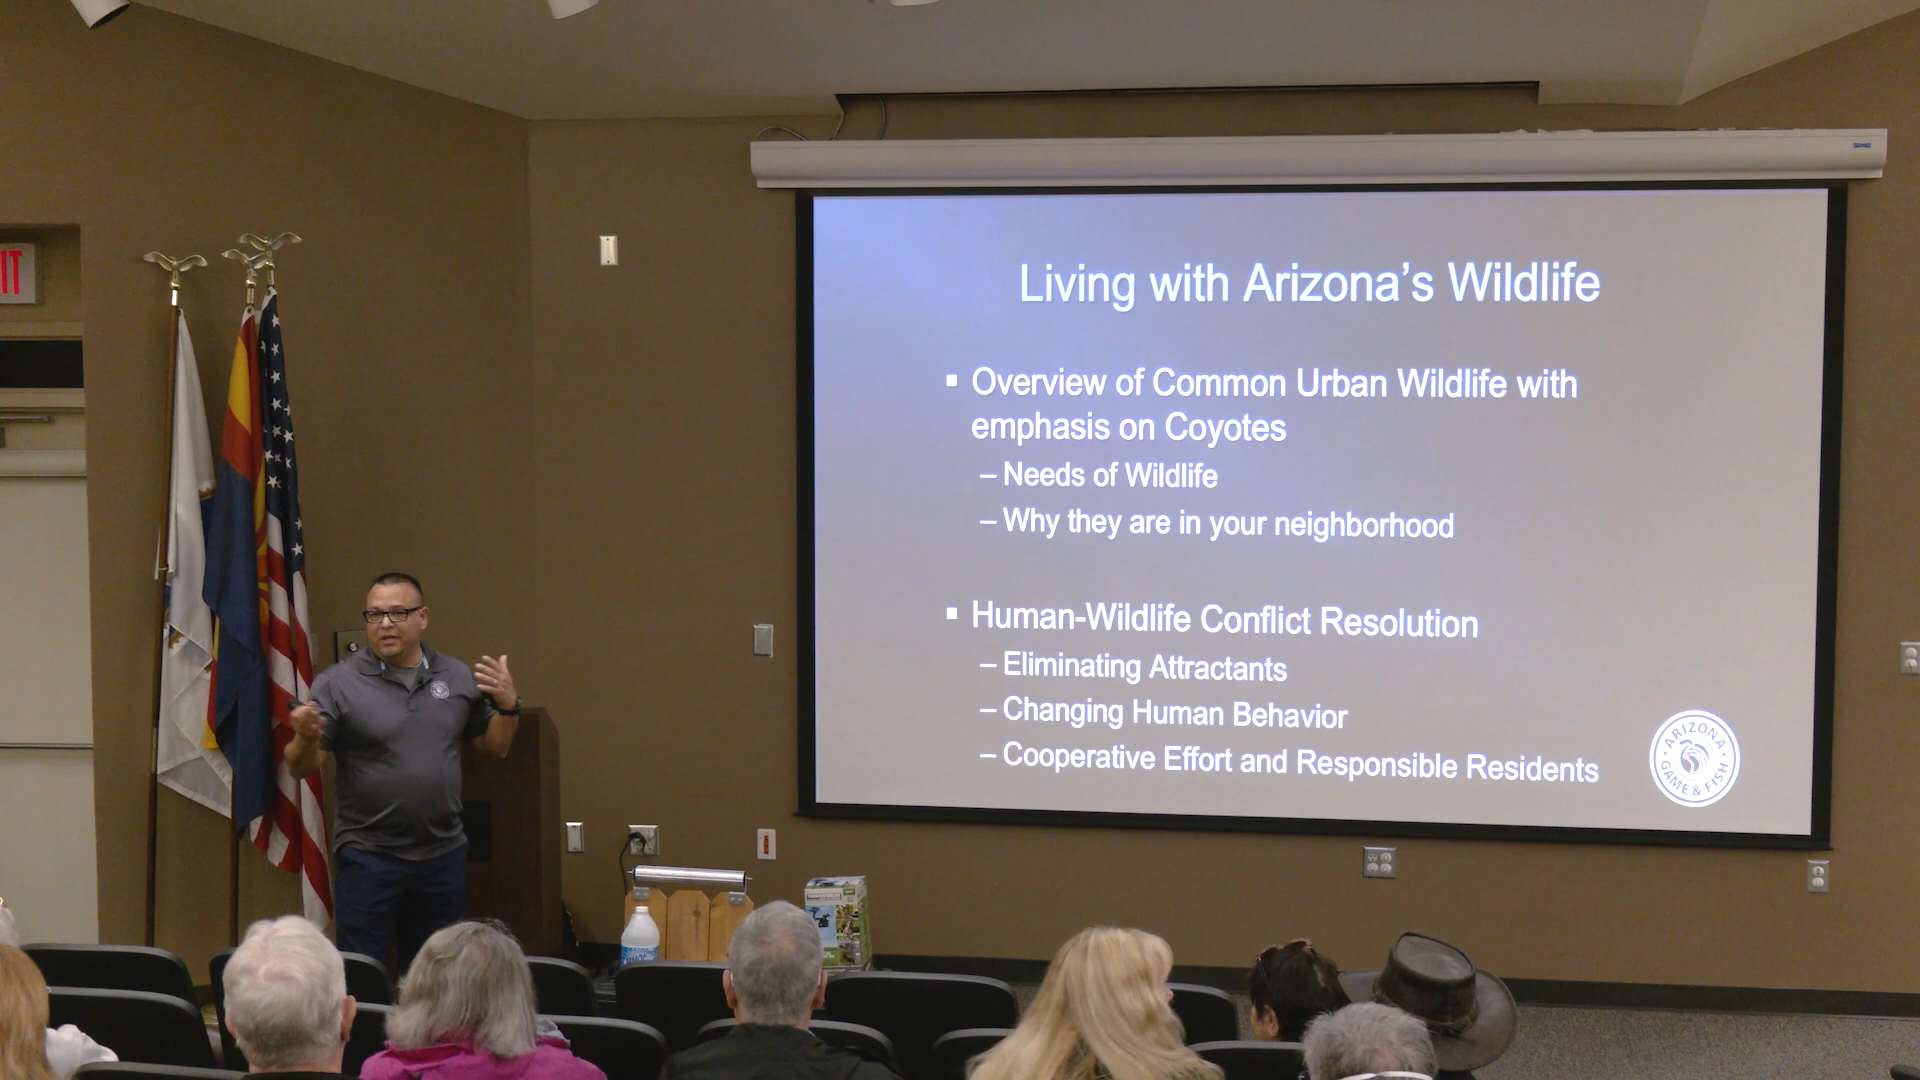 IT
Living with Arizona's Wildlife
▪ Overview of Common Urban Wildlife with
emphasis on Coyotes
– Needs of Wildlife
– Why they are in your neighborhood
▪ Human-Wildlife Conflict Resolution
– Eliminating Attractants
– Changing Human Behavior
– Cooperative Effort and Responsible Residents
ARIZONA
GAME & FISH